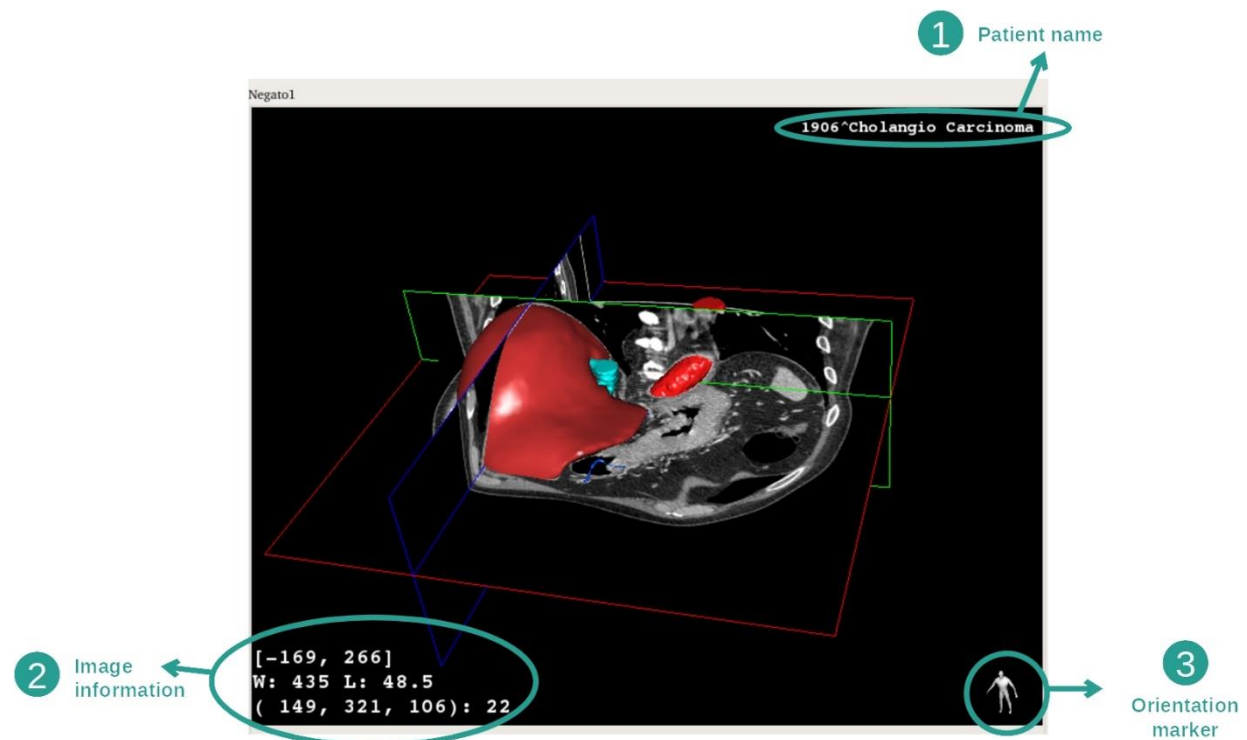 1 Patient name
Negato1
1906^Cholangio Carcinoma
[-169, 266]
W: 435 L: 48.5
( 149, 321, 106): 22
2 Image
information
3
Orientation
marker